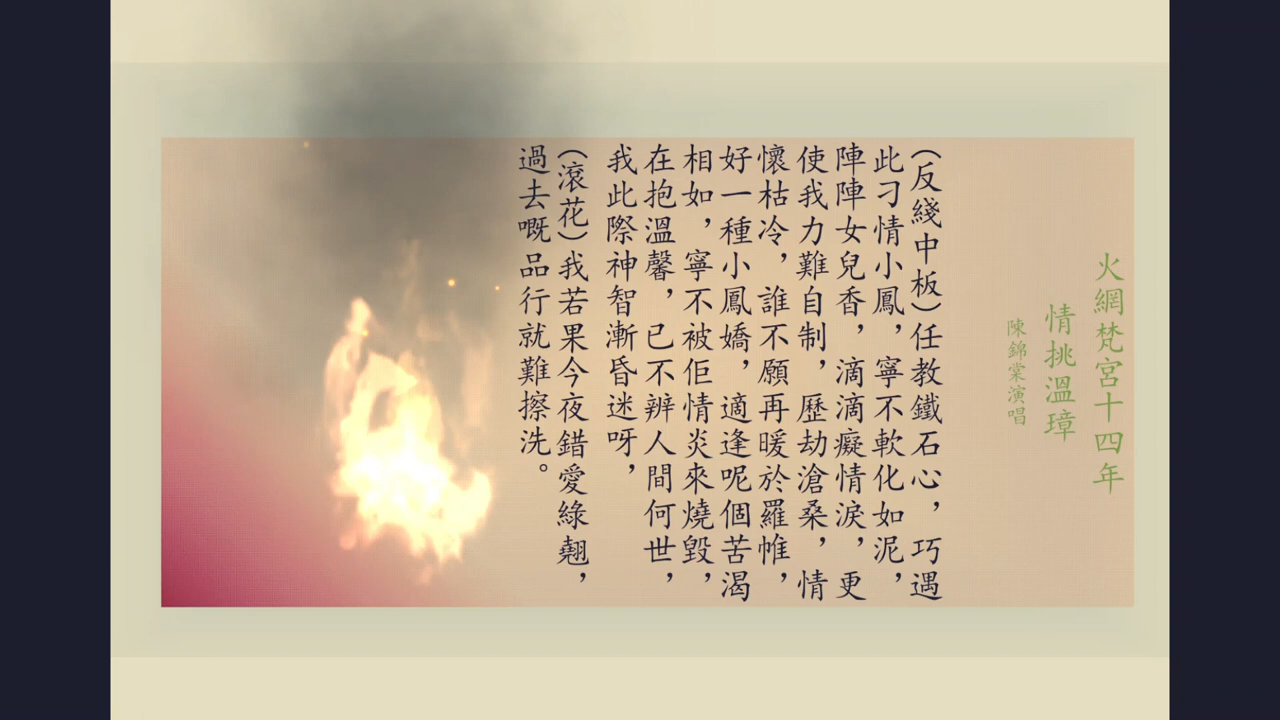 火網梵宮十四年
情挑溫璋
陳錦棠演唱
（反綫中板）任教鐵石心，巧遇
此刁情小鳳，寧不軟化如泥，
陣陣女兒香，滴滴癡情淚，更
使我力難自制，歷劫滄桑，情
懷枯冷，誰不願再暖於羅帷，
好一種小鳳嬌，適逢呢個苦渴
相如，寧不被佢情炎來燒毀，
在抱溫馨，已不辨人間何世，
我此際神智漸昏迷呀，
（滾花）我若果今夜錯愛綠翹，
過去嘅品行就難擦洗。